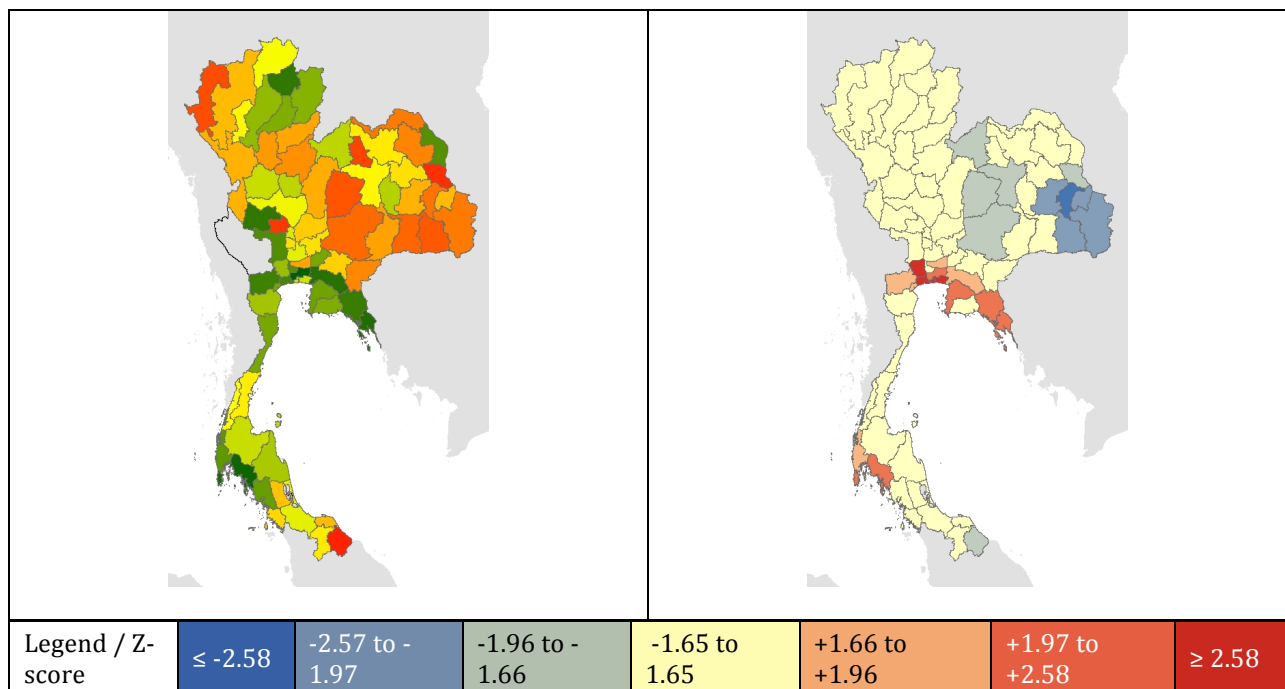 Legend / Z-
score
≤ -2.58
-2.57 to -
1.97
-1.96 to -
1.66
-1.65 to
1.65
+1.66 to
+1.96
+1.97 to
+2.58
≥ 2.58